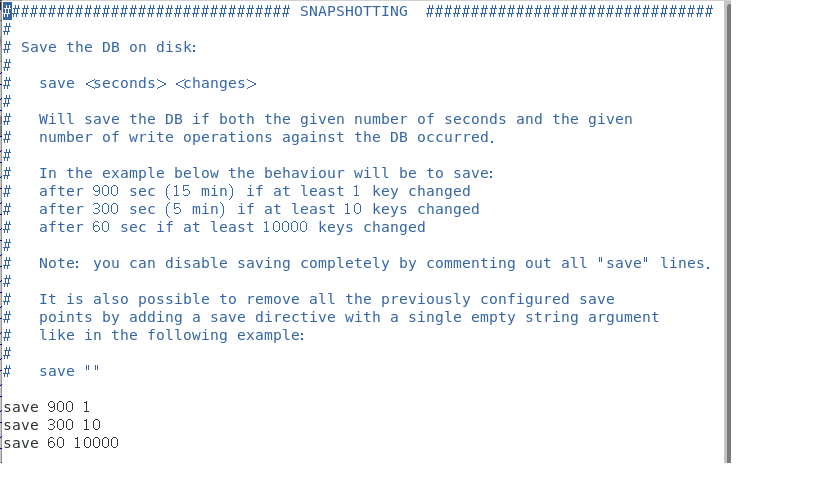 ################################ SNAPSHOTTING  ################################
#
# Save the DB on disk:
#
#   save <seconds> <changes>
#
#   Will save the DB if both the given number of seconds and the given
#   number of write operations against the DB occurred.
#
#   In the example below the behaviour will be to save:
#   after 900 sec (15 min) if at least 1 key changed
#   after 300 sec (5 min) if at least 10 keys changed
#   after 60 sec if at least 10000 keys changed
#
#   Note: you can disable saving completely by commenting out all "save" lines.
#
#   It is also possible to remove all the previously configured save
#   points by adding a save directive with a single empty string argument
#   like in the following example:
#
#   save ""
save 900 1
save 300 10
save 60 10000